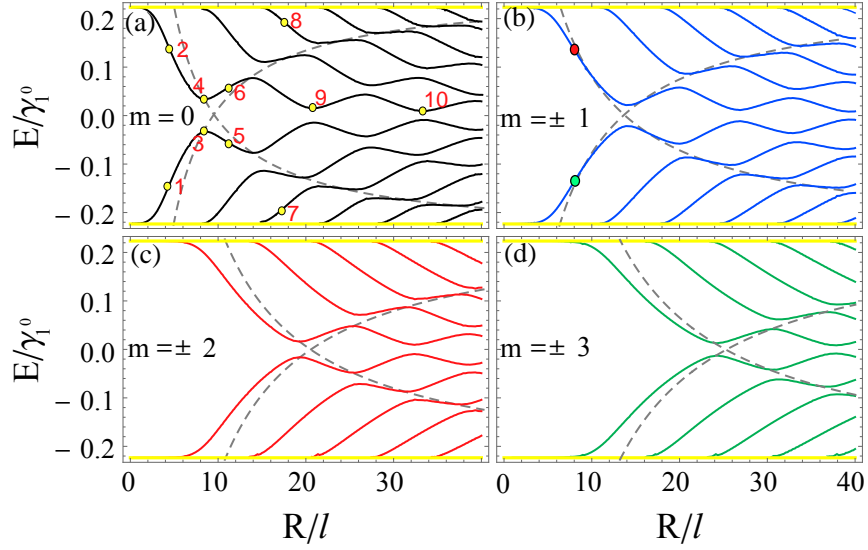 (a)
(b)
0.2
0.1
0.0
- 0.1
- 0.2
E/γ₁⁰
2
4
6
8
9
10
m = 0
3
5
1
7
m = ± 1
(c)
(d)
0.2
0.1
0.0
- 0.1
- 0.2
E/γ₁⁰
m = ± 2
m = ± 3
0 10 20 30
0 10 20 30 40
R/l
R/l